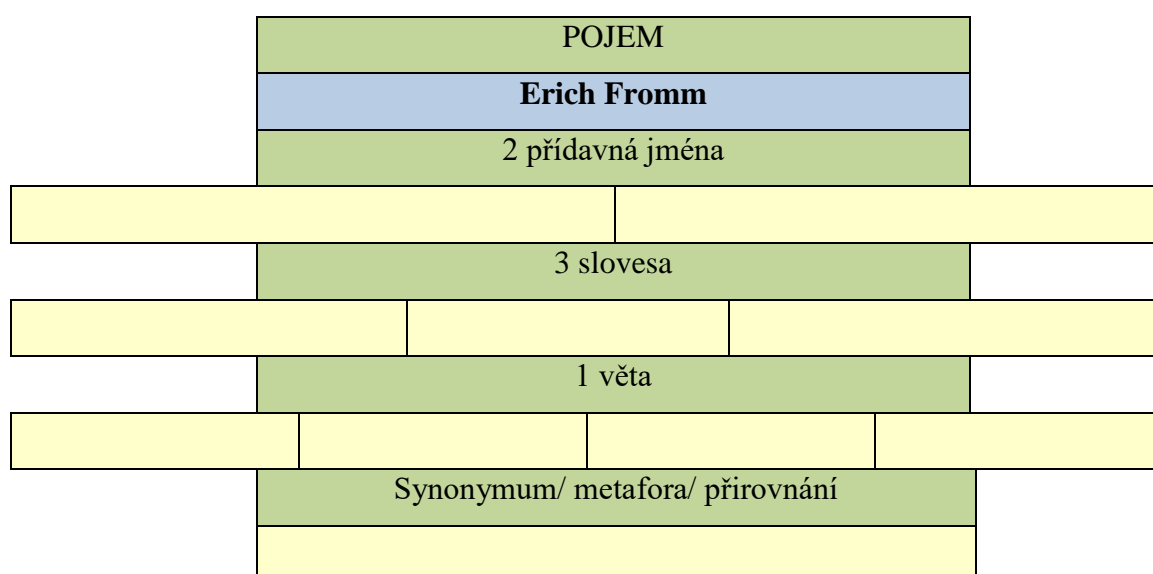 POJEM
Erich Fromm
2 přídavná jména
3 slovesa
1 věta
Synonymum/ metafora/ přirovnání